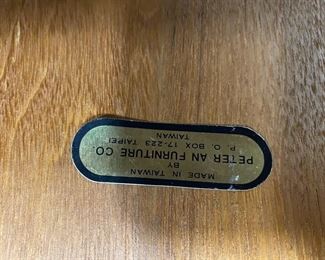 MADE IN TAIWAN
BY
PETER AN FURNITURE CO.
P. O. BOX 17-223 TAIPEI
TAIWAN